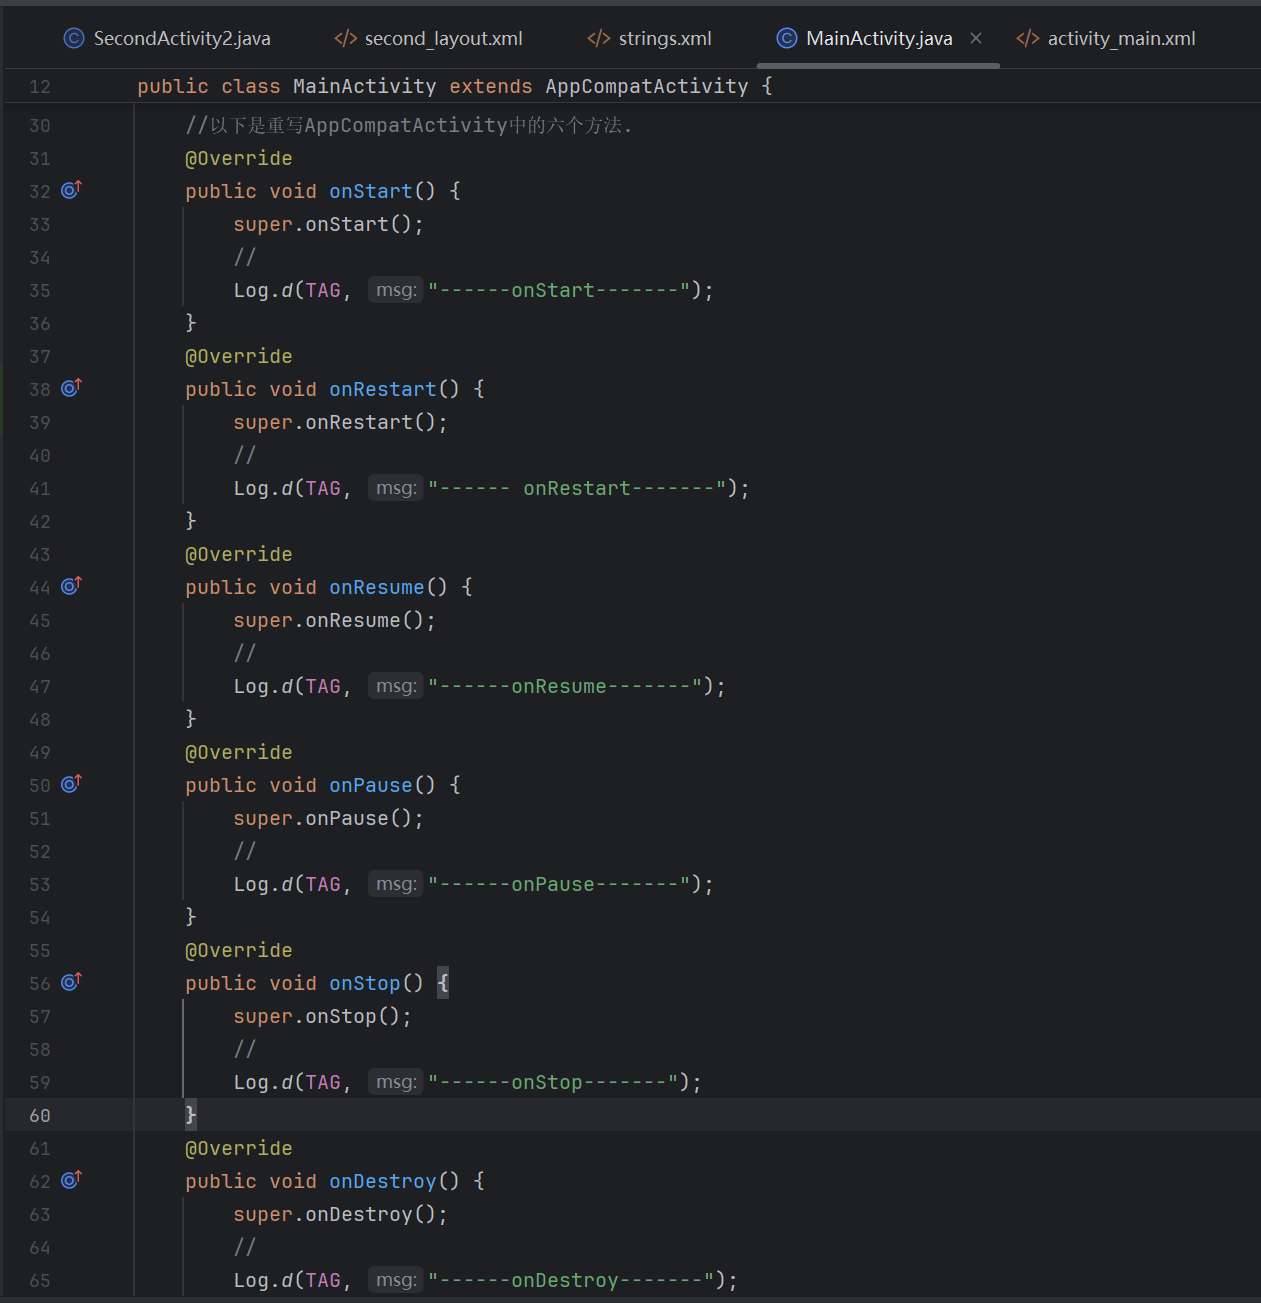 SecondActivity2.java </> second_layout.xml </> strings.xml MainActivity.java </> activity_main.xml
12 public class MainActivity extends AppCompatActivity {
30 //以下是重写AppCompatActivity中的六个方法.
31 @Override
32 public void onStart() {
33 super.onStart();
34 //
35 Log.d(TAG, msg: "------onStart-------");
36 }
37 @Override
38 public void onRestart() {
39 super.onRestart();
40 //
41 Log.d(TAG, msg: "------ onRestart-------");
42 }
43 @Override
44 public void onResume() {
45 super.onResume();
46 //
47 Log.d(TAG, msg: "------onResume-------");
48 }
49 @Override
50 public void onPause() {
51 super.onPause();
52 //
53 Log.d(TAG, msg: "------onPause-------");
54 }
55 @Override
56 public void onStop() {
57 super.onStop();
58 //
59 Log.d(TAG, msg: "------onStop-------");
60 }
61 @Override
62 public void onDestroy() {
63 super.onDestroy();
64 //
65 Log.d(TAG, msg: "------onDestroy-------");